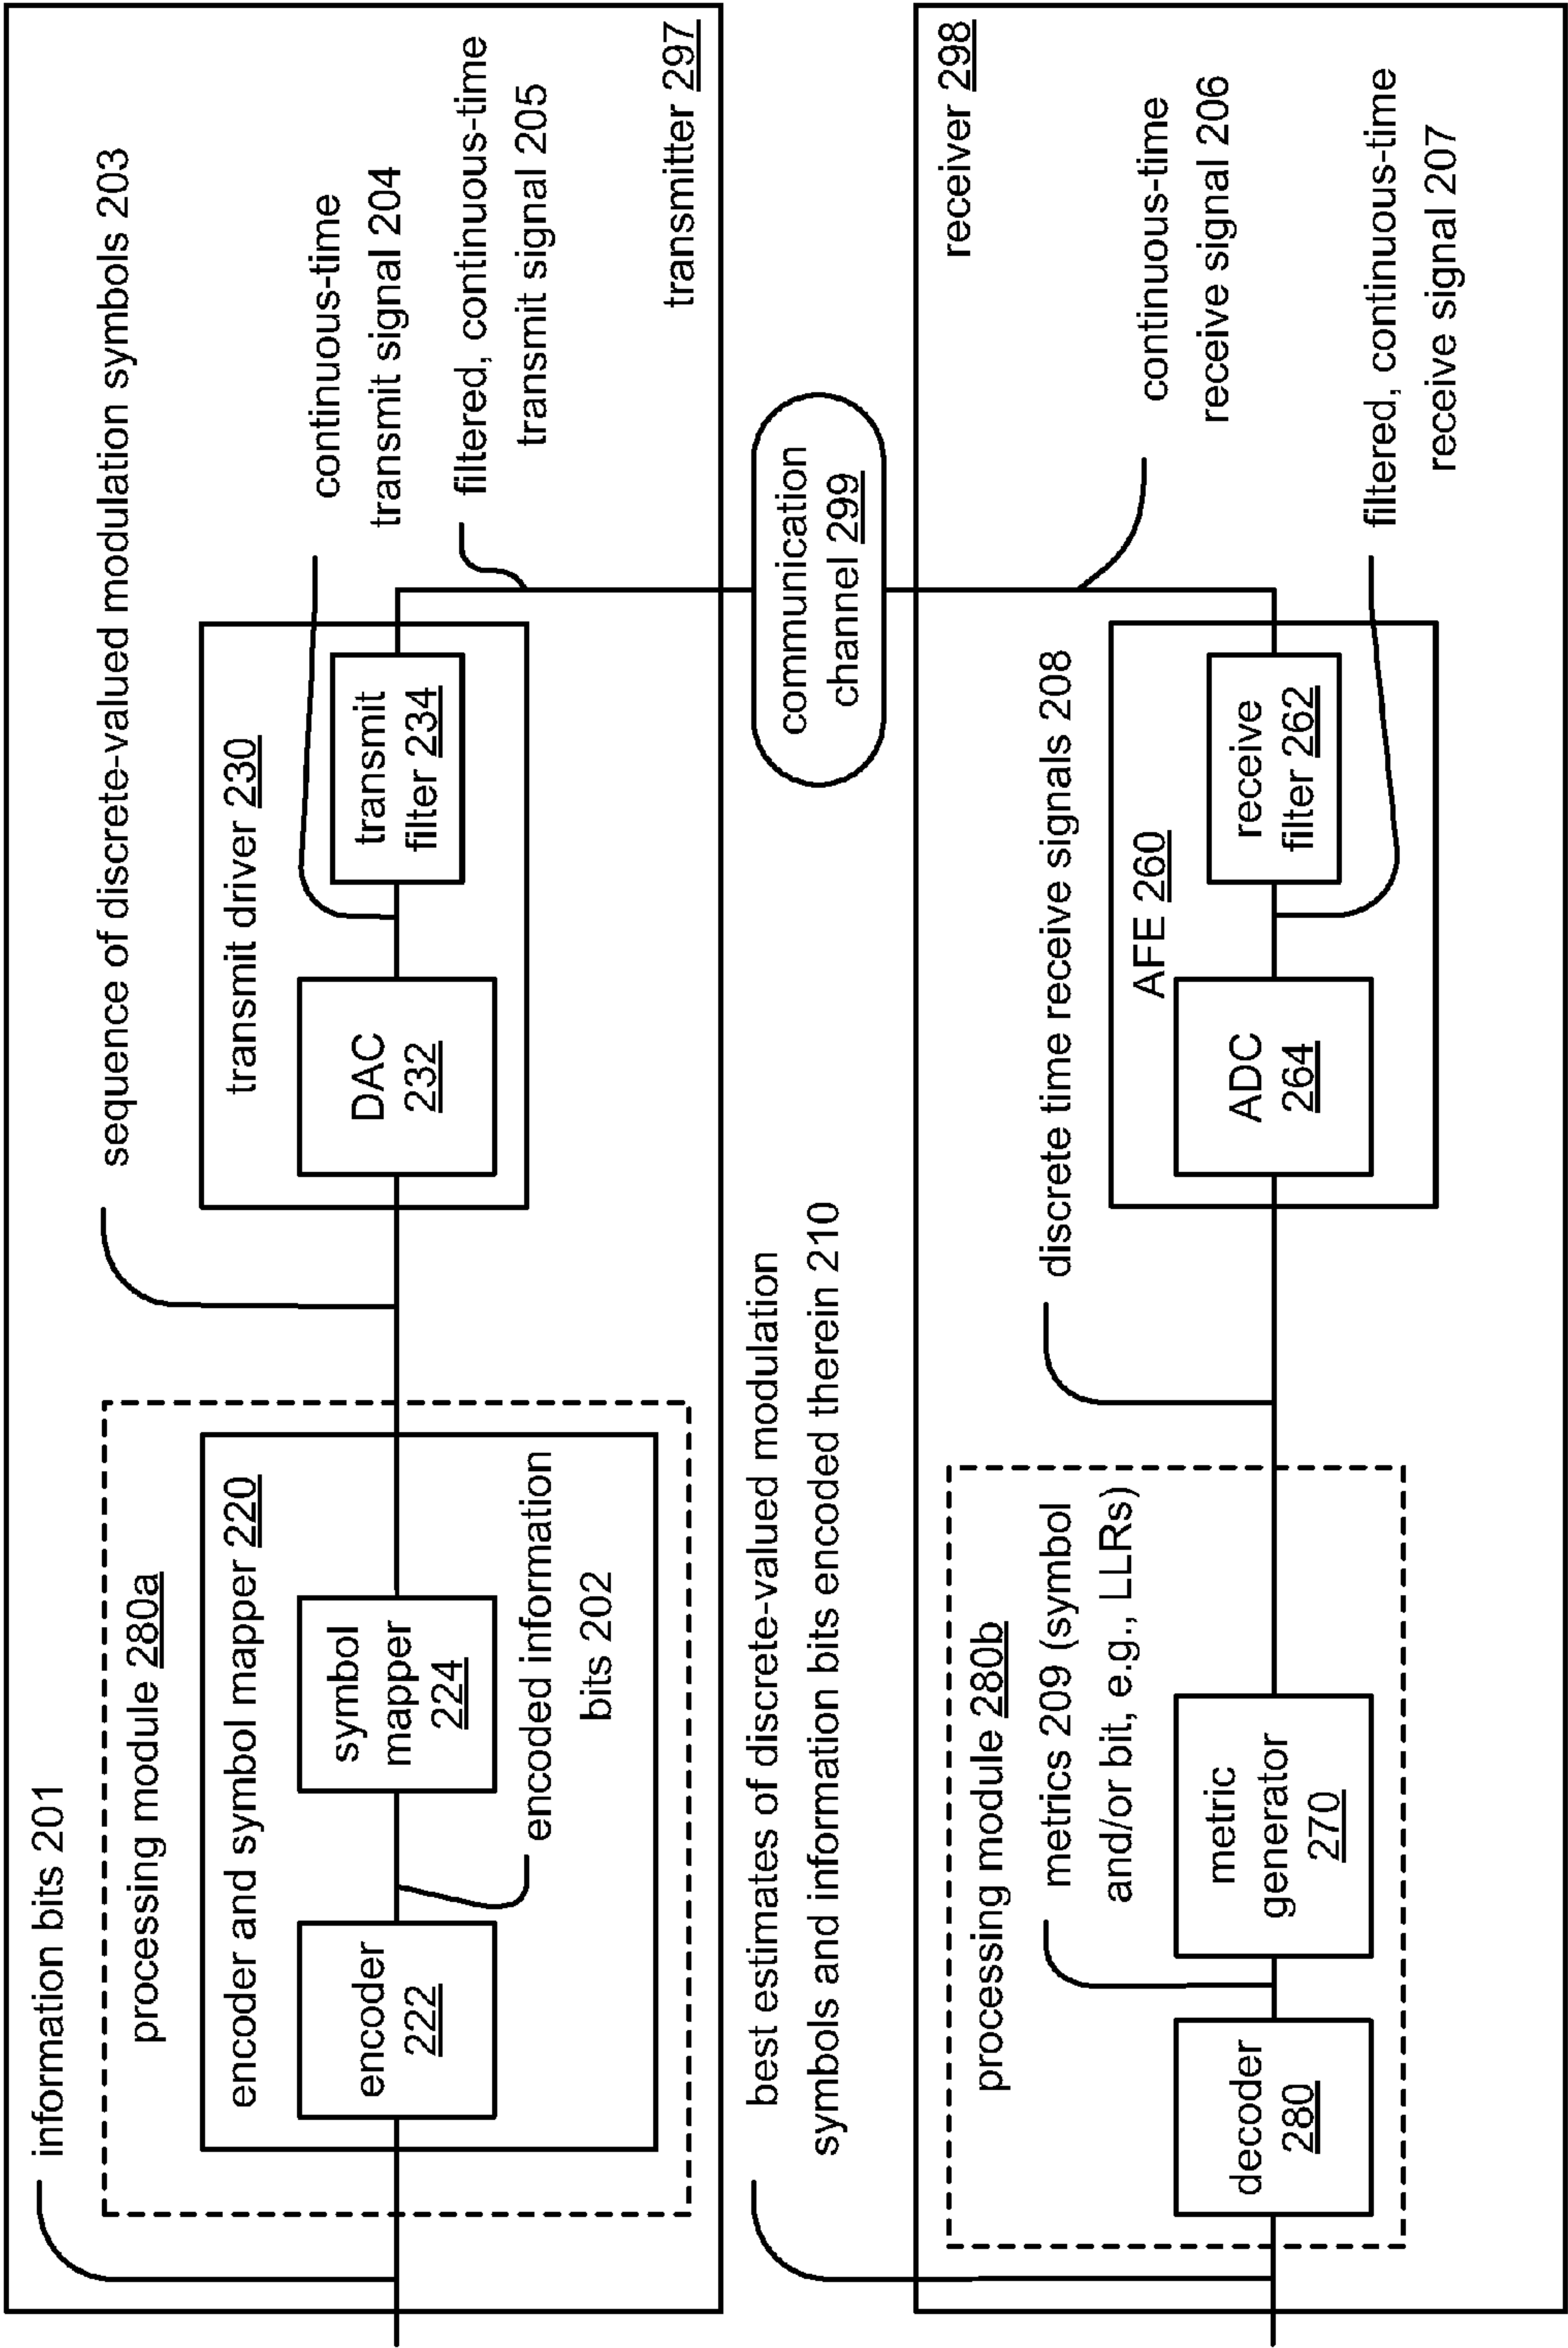 information bits 201
sequence of discrete-valued modulation symbols 203
processing module 280a
encoder and symbol mapper 220
encoder
222
symbol
mapper
224
encoded information
bits 202
transmit driver 230
DAC
232
transmit
filter 234
continuous-time
transmit signal 204
filtered, continuous-time
transmit signal 205
transmitter 297
communication
channel 299
best estimates of discrete-valued modulation
symbols and information bits encoded therein 210
receiver 298
processing module 280b
metrics 209 (symbol
and/or bit, e.g., LLRs)
decoder
280
metric
generator
270
discrete time receive signals 208
AFE 260
ADC
264
receive
filter 262
continuous-time
receive signal 206
filtered, continuous-time
receive signal 207